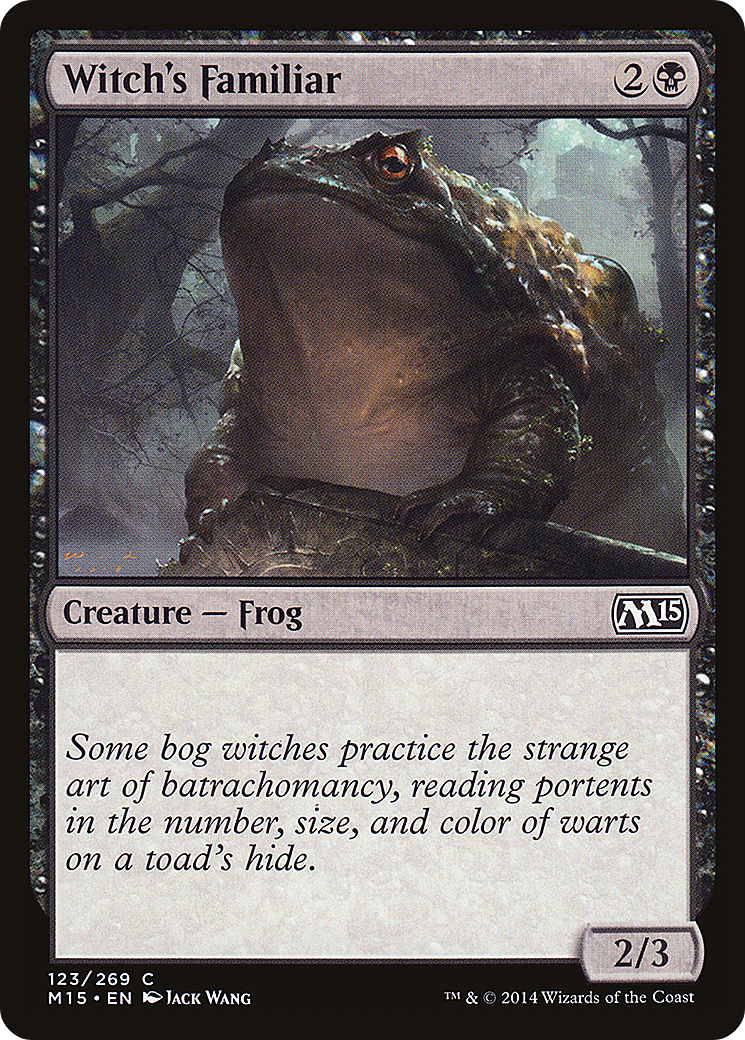 Witch's Familiar 2
Creature — Frog M15
Some bog witches practice the strange
art of batrachomancy, reading portents
in the number, size, and color of warts
on a toad's hide.
2/3
123/269 C
M15 • EN Jack Wang ™ & © 2014 Wizards of the Coast